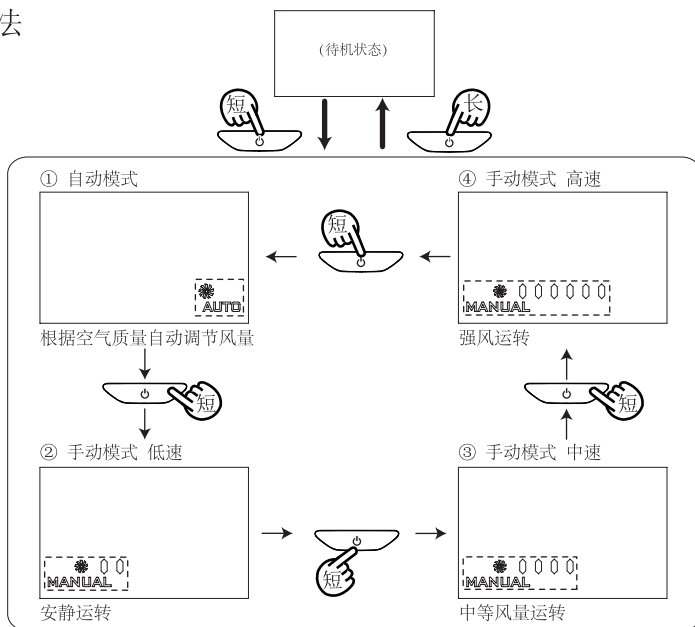 法
(待机状态)
短
长
① 自动模式
AUTO
根据空气质量自动调节风量
短
④ 手动模式 高速
MANUAL
强风运转
短
短
② 手动模式 低速
MANUAL
安静运转
短
③ 手动模式 中速
MANUAL
中等风量运转